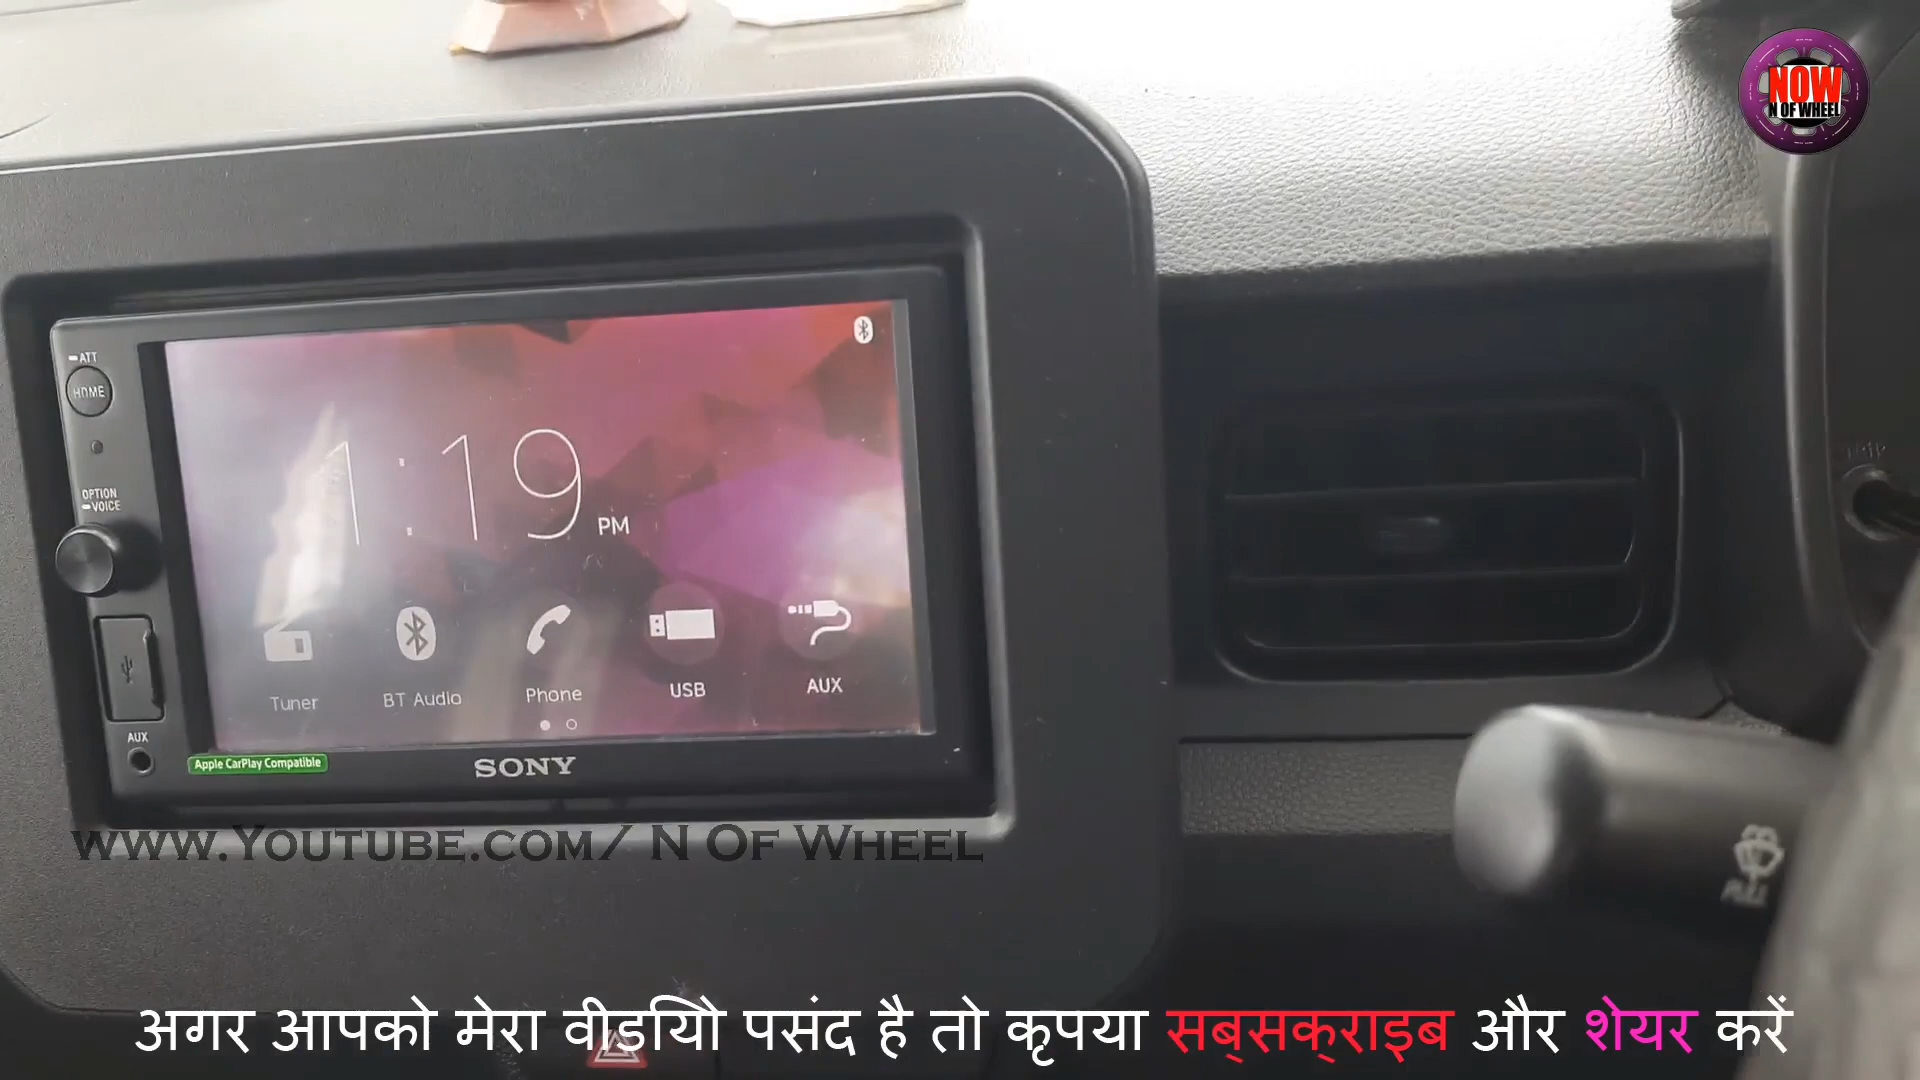 NOW
N OF WHEEL
ATT
HOME
OPTION
VOICE
1:19 PM
Tuner
BT Audio
Phone
USB
AUX
AUX
Apple CarPlay Compatible
SONY
www.Youtube.com/ N Of Wheel
अगर आपको मेरा वीडियो पसंद है तो कृपया सब्सक्राइब और शेयर करें